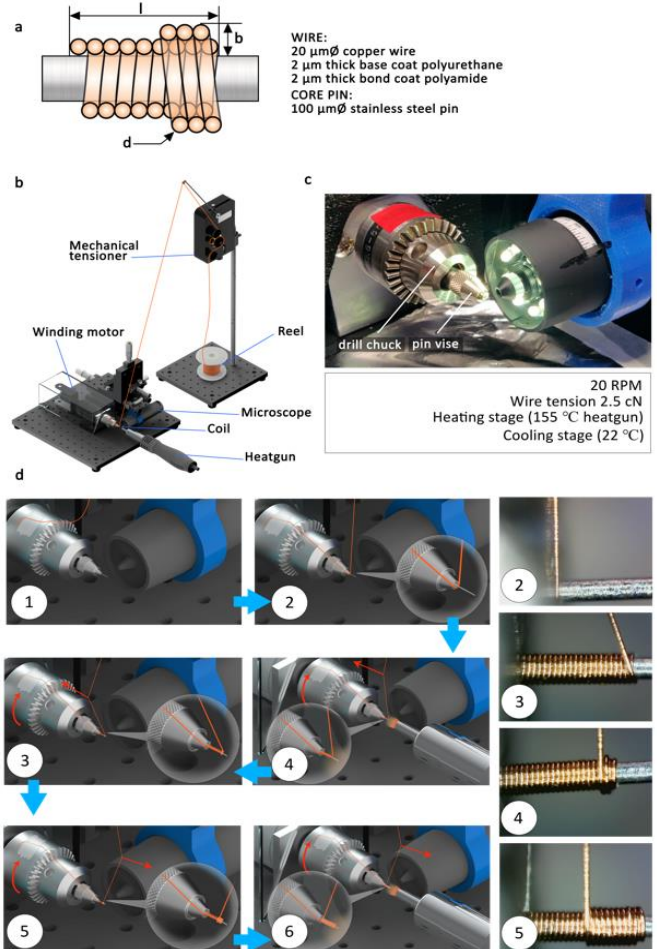 a
l
b
d
WIRE:
20 µmØ copper wire
2 µm thick base coat polyurethane
2 µm thick bond coat polyamide
CORE PIN:
100 µmØ stainless steel pin
b
Mechanical
tensioner
Winding motor
Reel
Microscope
Coil
Heatgun
c
drill chuck
pin vise
20 RPM
Wire tension 2.5 cN
Heating stage (155 ℃ heatgun)
Cooling stage (22 ℃)
d
1
2
2
3
3
4
4
5
6
5